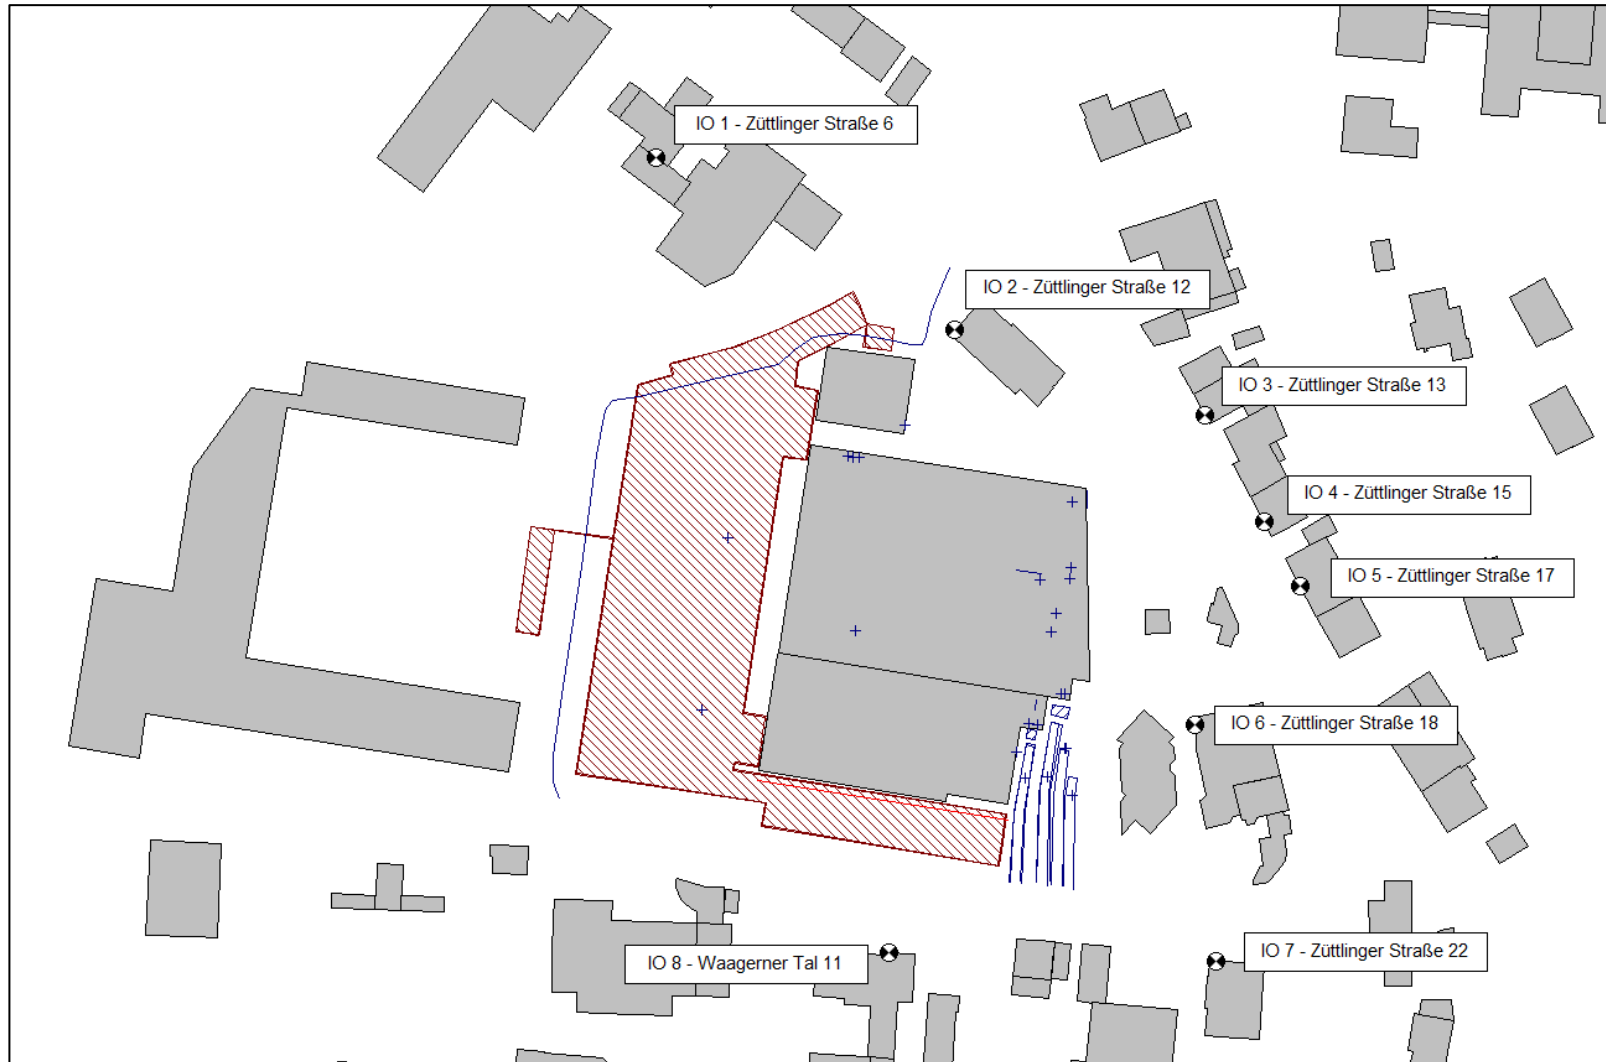 IO 1 - Züttlinger Straße 6
IO 2 - Züttlinger Straße 12
IO 3 - Züttlinger Straße 13
IO 4 - Züttlinger Straße 15
IO 5 - Züttlinger Straße 17
IO 6 - Züttlinger Straße 18
IO 7 - Züttlinger Straße 22
IO 8 - Waagerner Tal 11